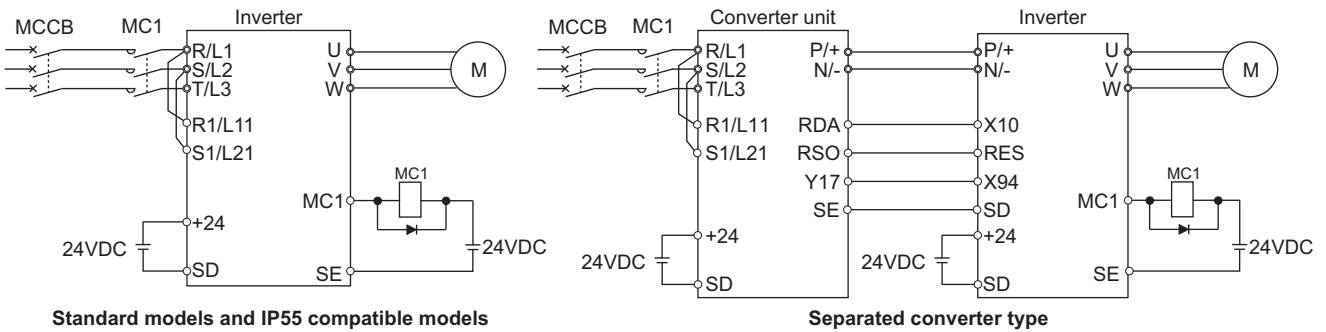 Inverter
MCCB MC1
R/L1
S/L2
T/L3
R1/L11
S1/L21
+24
SD
24VDC
U
V
W
M
MC1
MC1
SE
24VDC
Standard models and IP55 compatible models
Converter unit
Inverter
MCCB MC1
R/L1
S/L2
T/L3
R1/L11
S1/L21
+24
SD
24VDC
P/+
N/-
RDA
RSO
Y17
SE
P/+
N/-
X10
RES
X94
SD
+24
SD
24VDC
U
V
W
M
MC1
MC1
SE
24VDC
Separated converter type